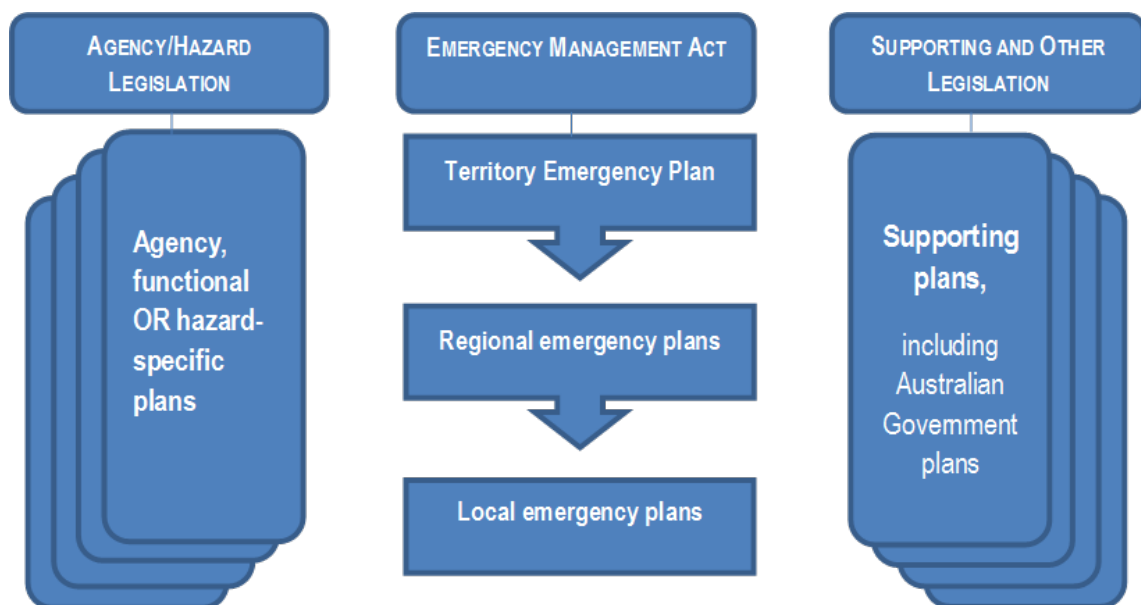 AGENCY/HAZARD
LEGISLATION
Agency,
functional
OR hazard-
specific
plans
EMERGENCY MANAGEMENT ACT
Territory Emergency Plan
Regional emergency plans
Local emergency plans
SUPPORTING AND OTHER
LEGISLATION
Supporting
plans,
including
Australian
Government
plans